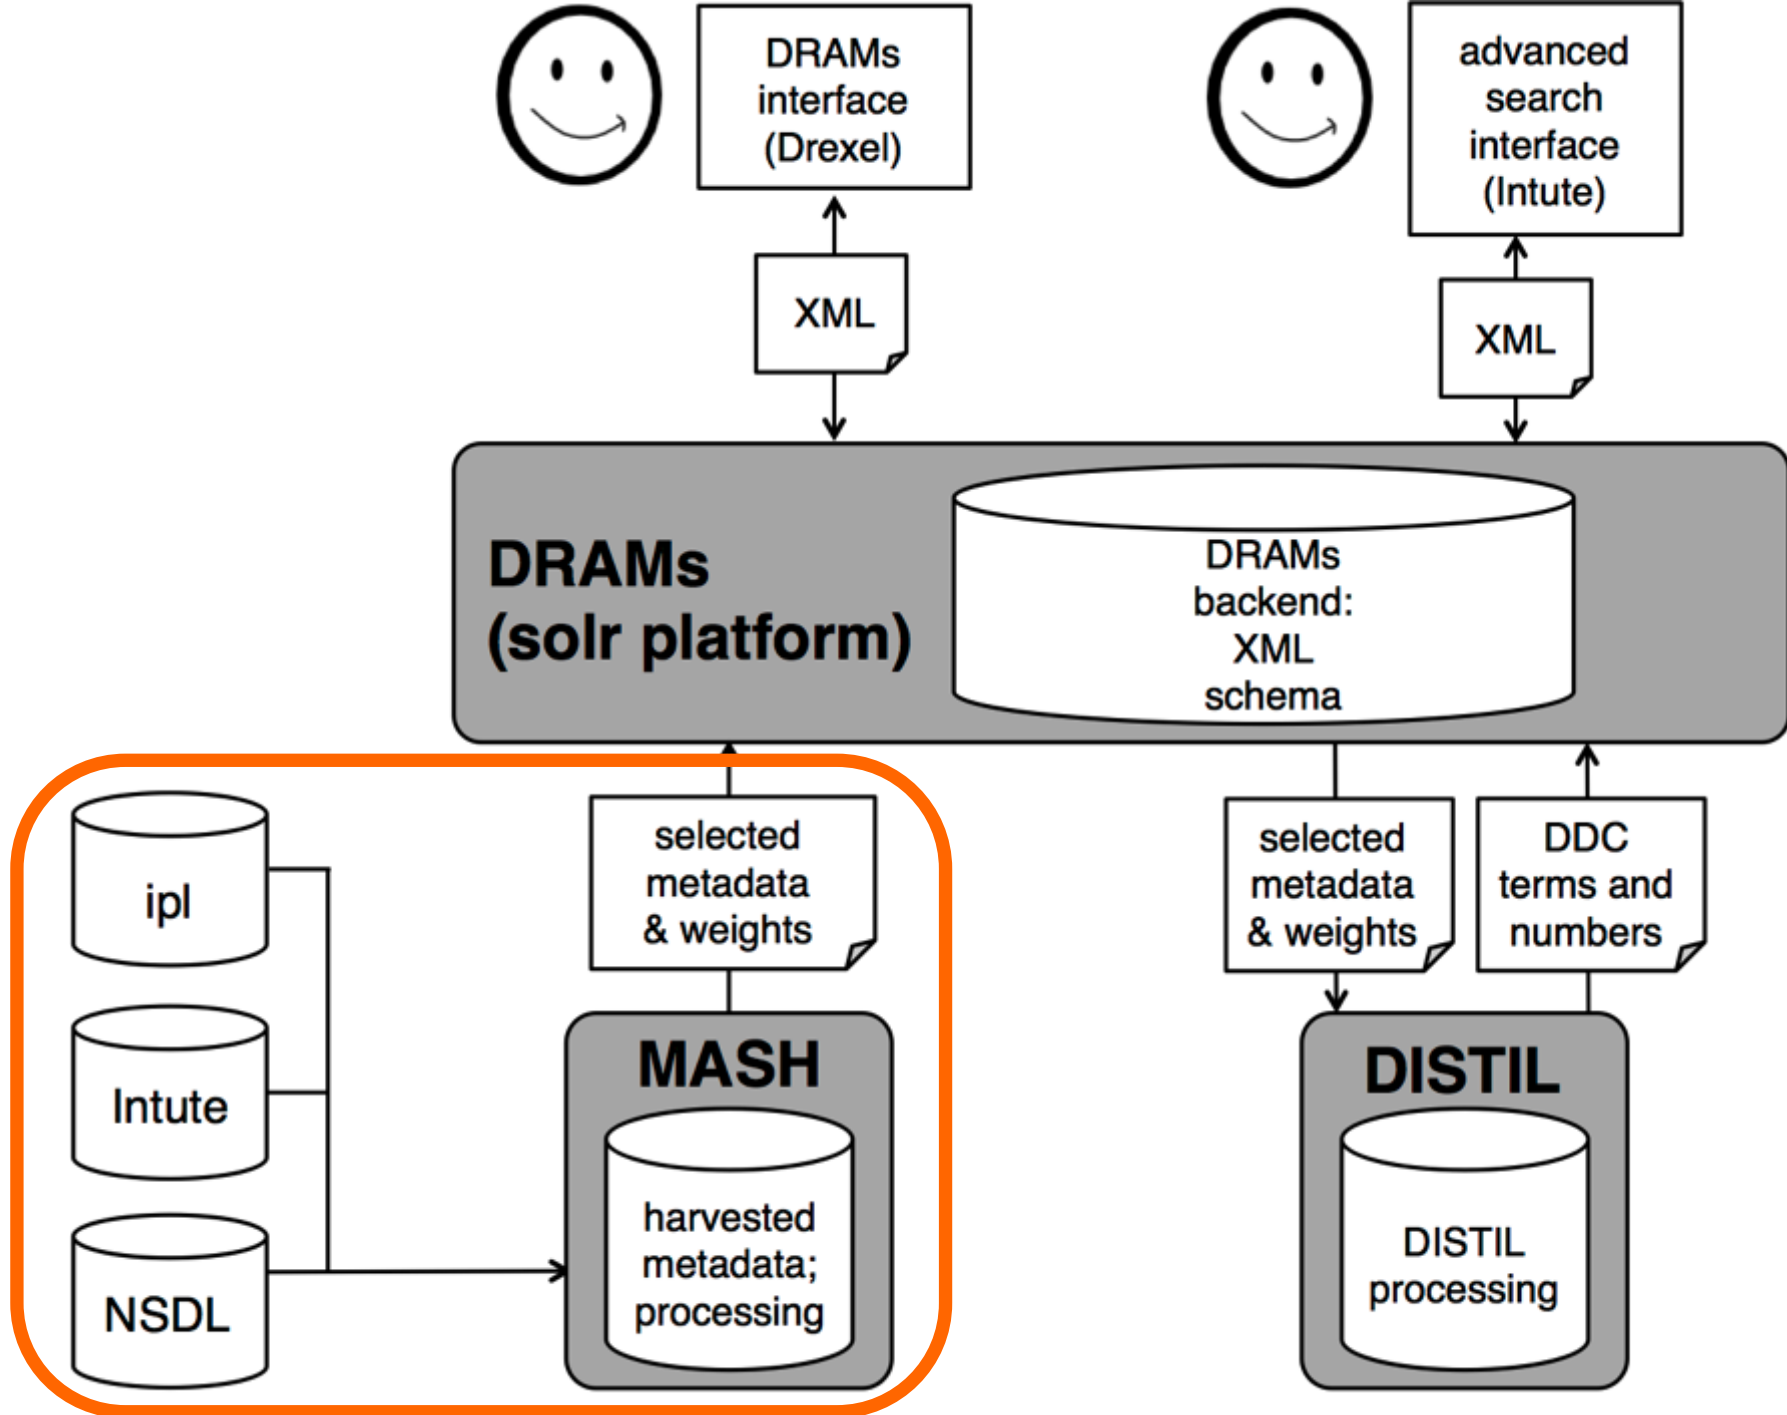 DRAMs
interface
(Drexel)
advanced
search
interface
(Intute)
XML
XML
DRAMs
(solr platform)
DRAMs
backend:
XML
schema
ipl
Intute
NSDL
selected
metadata
& weights
MASH
harvested
metadata;
processing
selected
metadata
& weights
DDC
terms and
numbers
DISTIL
DISTIL
processing